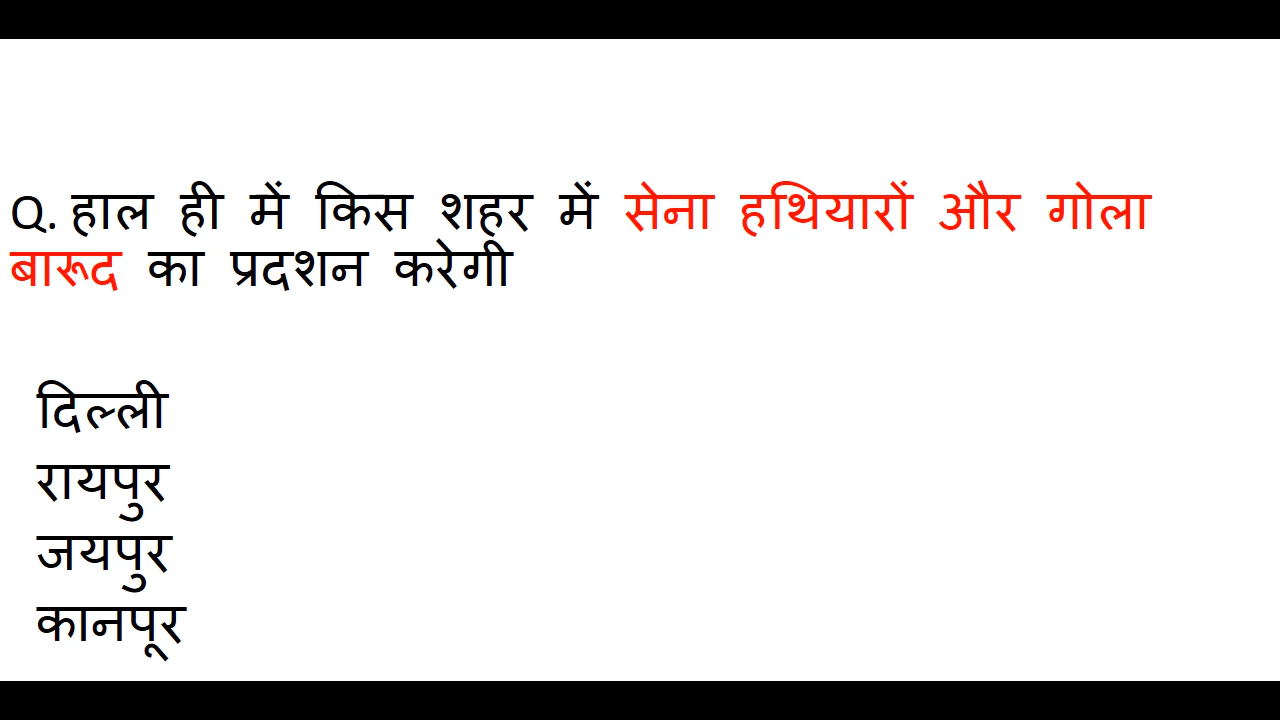 Q. हाल ही में किस शहर में सेना हथियारों और गोला
बारूद का प्रदशन करेगी
दिल्ली
रायपुर
जयपुर
कानपूर